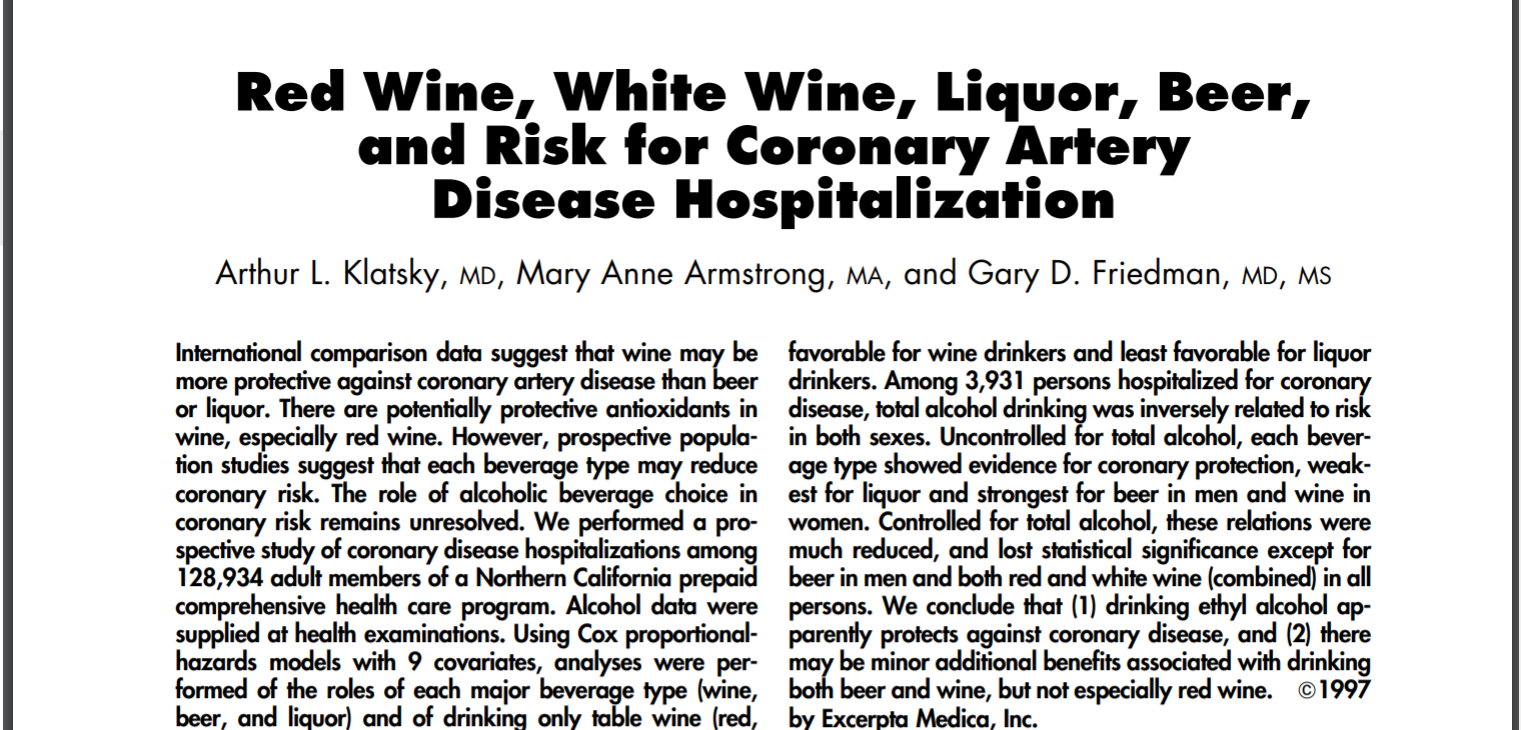 Red Wine, White Wine, Liquor, Beer,
and Risk for Coronary Artery
Disease Hospitalization
Arthur L. Klatsky, MD, Mary Anne Armstrong, MA, and Gary D. Friedman, MD, MS
International comparison data suggest that wine may be
more protective against coronary artery disease than beer
or liquor. There are potentially protective antioxidants in
wine, especially red wine. However, prospective popula-
tion studies suggest that each beverage type may reduce
coronary risk. The role of alcoholic beverage choice in
coronary risk remains unresolved. We performed a pro-
spective study of coronary disease hospitalizations among
128,934 adult members of a Northern California prepaid
comprehensive health care program. Alcohol data were
supplied at health examinations. Using Cox proportional-
hazards models with 9 covariates, analyses were per-
formed of the roles of each major beverage type (wine,
beer, and liquor) and of drinking only table wine (red,
favorable for wine drinkers and least favorable for liquor
drinkers. Among 3,931 persons hospitalized for coronary
disease, total alcohol drinking was inversely related to risk
in both sexes. Uncontrolled for total alcohol, each bever-
age type showed evidence for coronary protection, weak-
est for liquor and strongest for beer in men and wine in
women. Controlled for total alcohol, these relations were
much reduced, and lost statistical significance except for
beer in men and both red and white wine (combined) in all
persons. We conclude that (1) drinking ethyl alcohol ap-
parently protects against coronary disease, and (2) there
may be minor additional benefits associated with drinking
both beer and wine, but not especially red wine. ©1997
by Excerpta Medica, Inc.